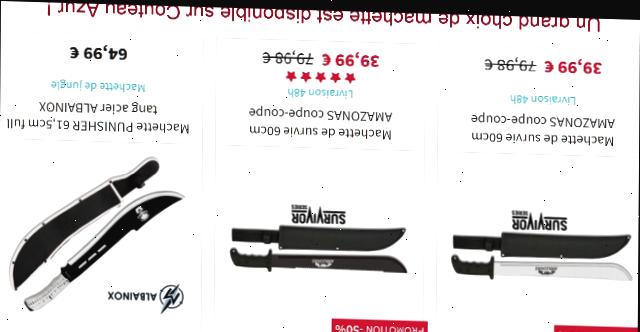 SURVIVOR
SERIES
Machette de survie 60cm
AMAZONAS coupe-coupe
Livraison 48h
39,99 € 79,98 €
PROMOTION -50%
SURVIVOR
SERIES
Machette de survie 60cm
AMAZONAS coupe-coupe
Livraison 48h
39,99 € 79,98 €
ALBAINOX
Machette PUNISHER 61,5cm full
tang acier ALBAINOX
Machette de jungle
64,99 €
Un grand choix de machette est disponible sur Couteau Azur !